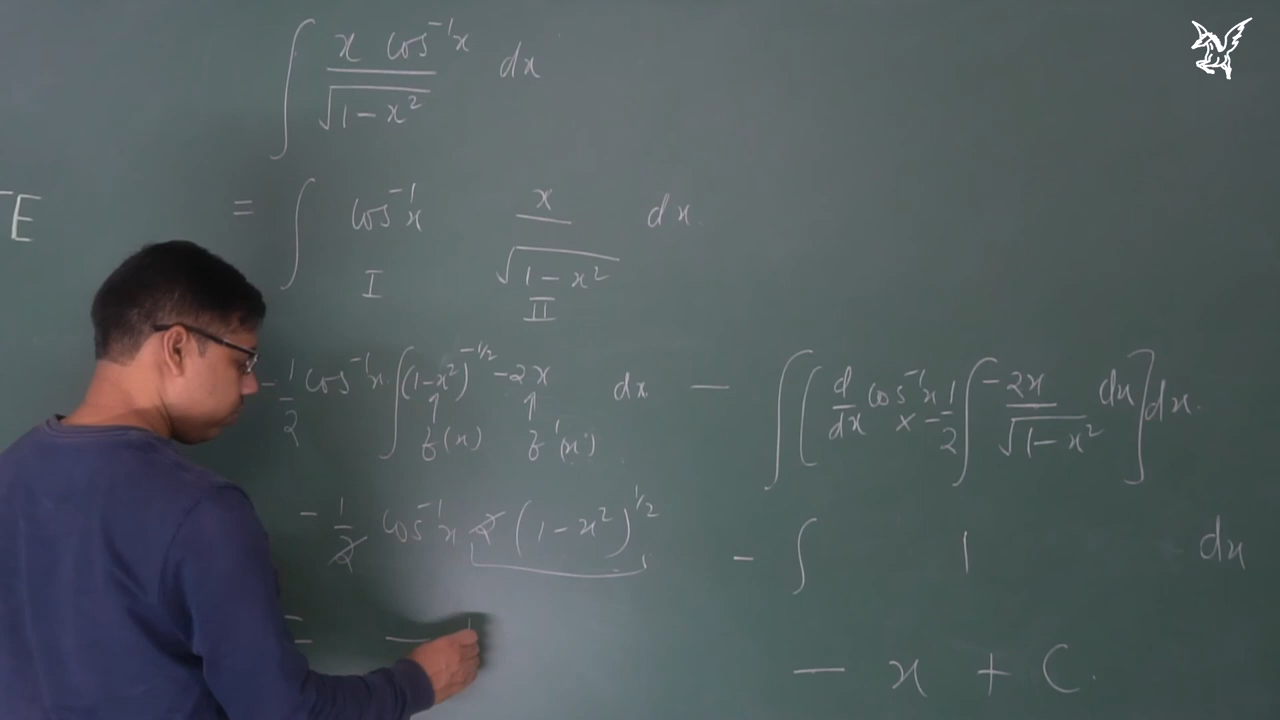 ∫ x cos⁻¹x / √(1-x²) dx
TE
= ∫ cos⁻¹x x / √(1-x²) dx.
I II
-1/2 cos⁻¹x. ∫ (1-x²)^(-1/2) -2x dx - ∫ ( d/dx cos⁻¹x × -1/2 ∫ -2x / √(1-x²) dx ] dx.
↑ ↑
f(x) f'(x)
- 1/2 cos⁻¹x 2 (1-x²)^(1/2) - ∫ 1 dx
= - - x + C.